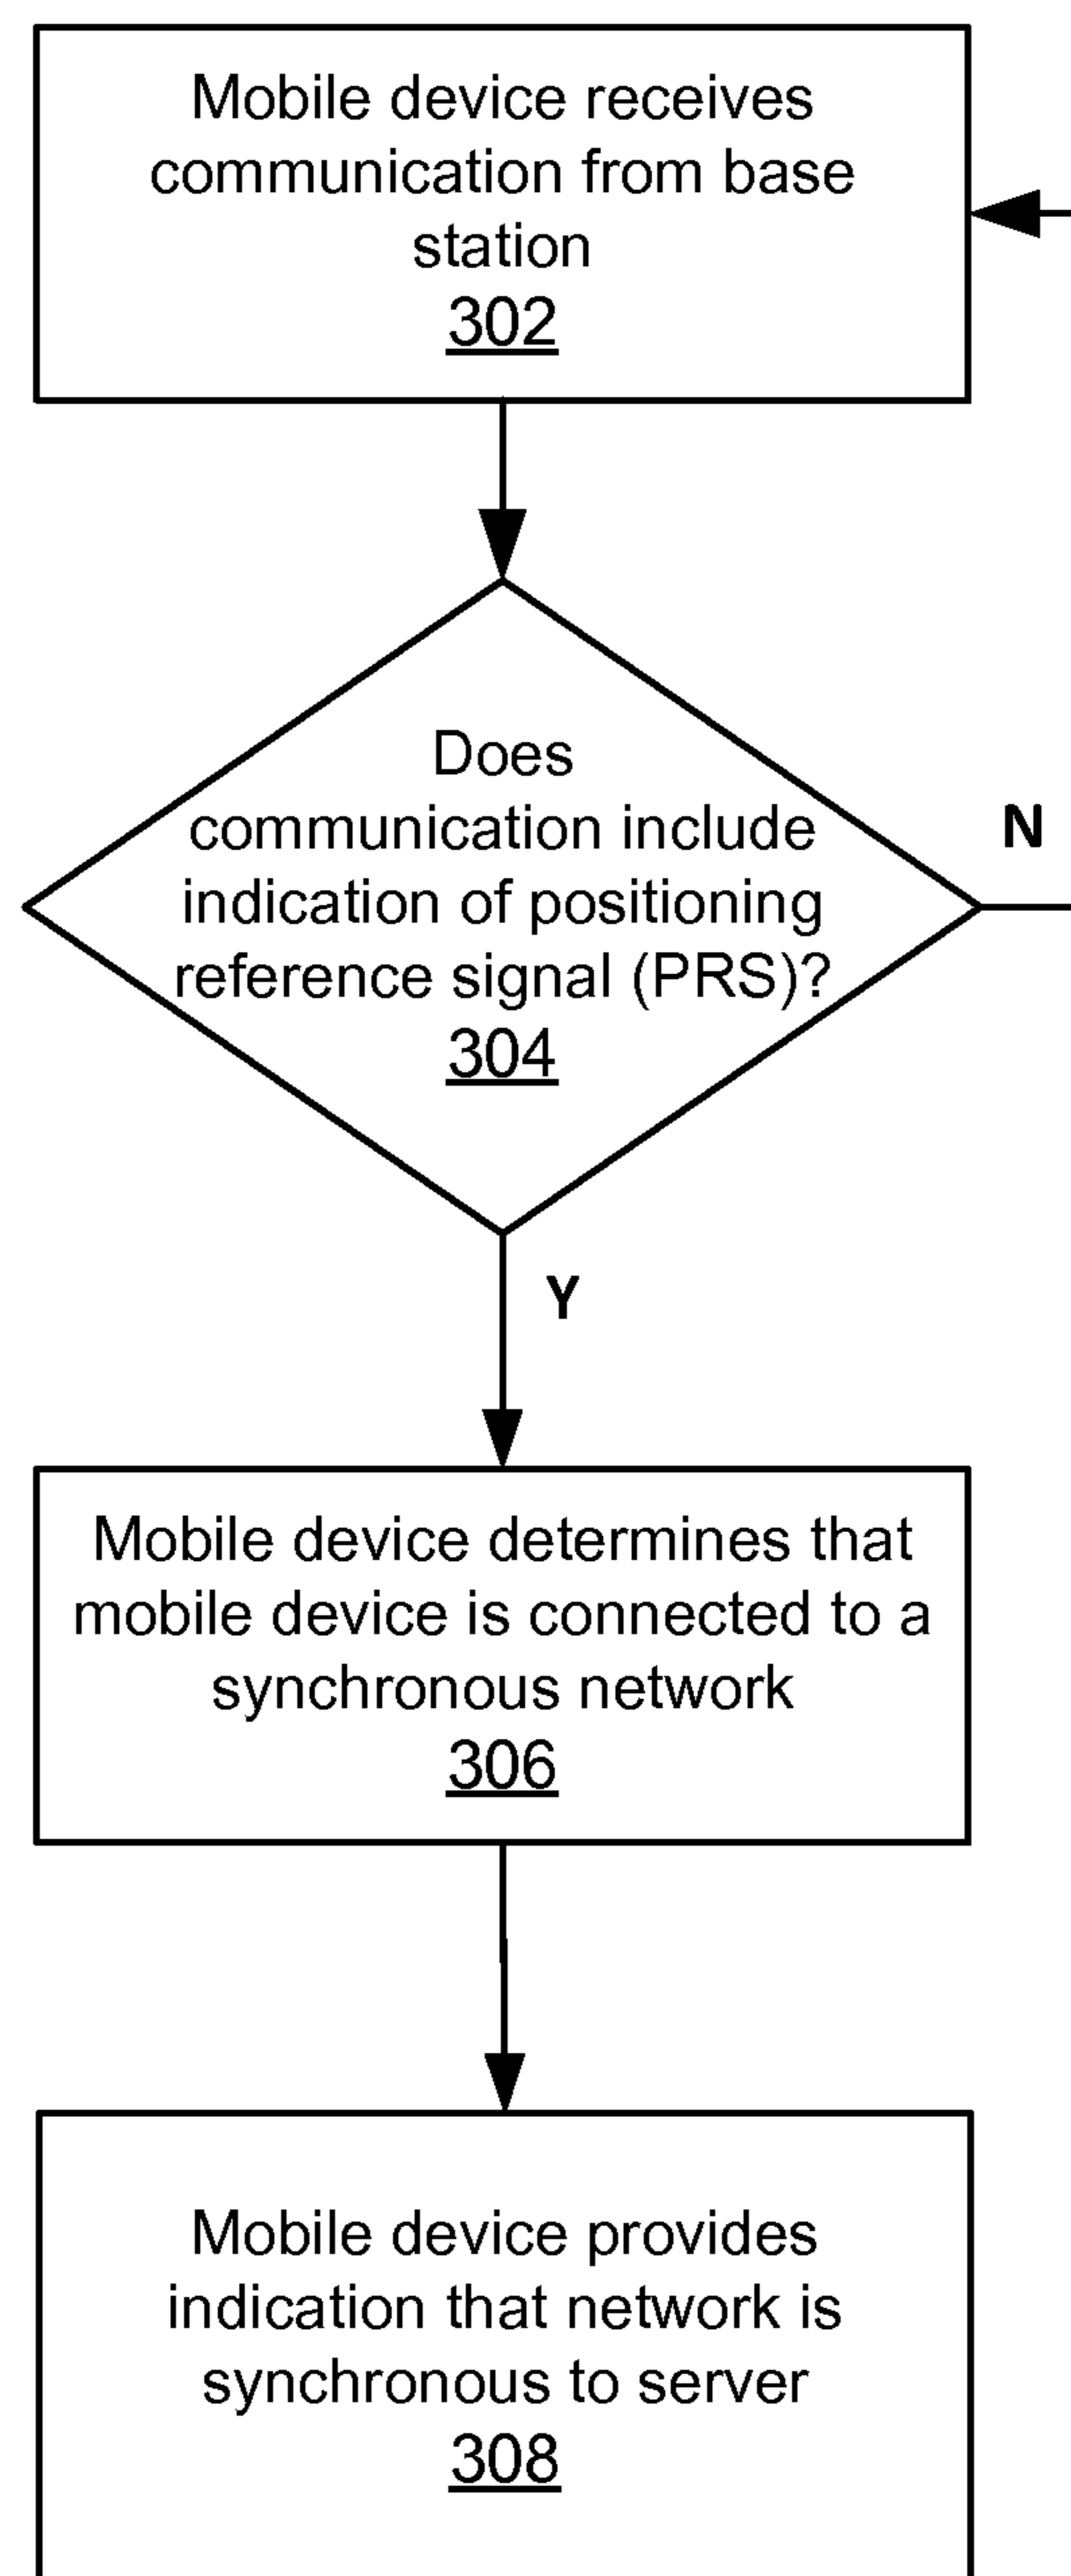 Mobile device receives
communication from base
station
302
Does
communication include
indication of positioning
reference signal (PRS)?
304
N
Y
Mobile device determines that
mobile device is connected to a
synchronous network
306
Mobile device provides
indication that network is
synchronous to server
308